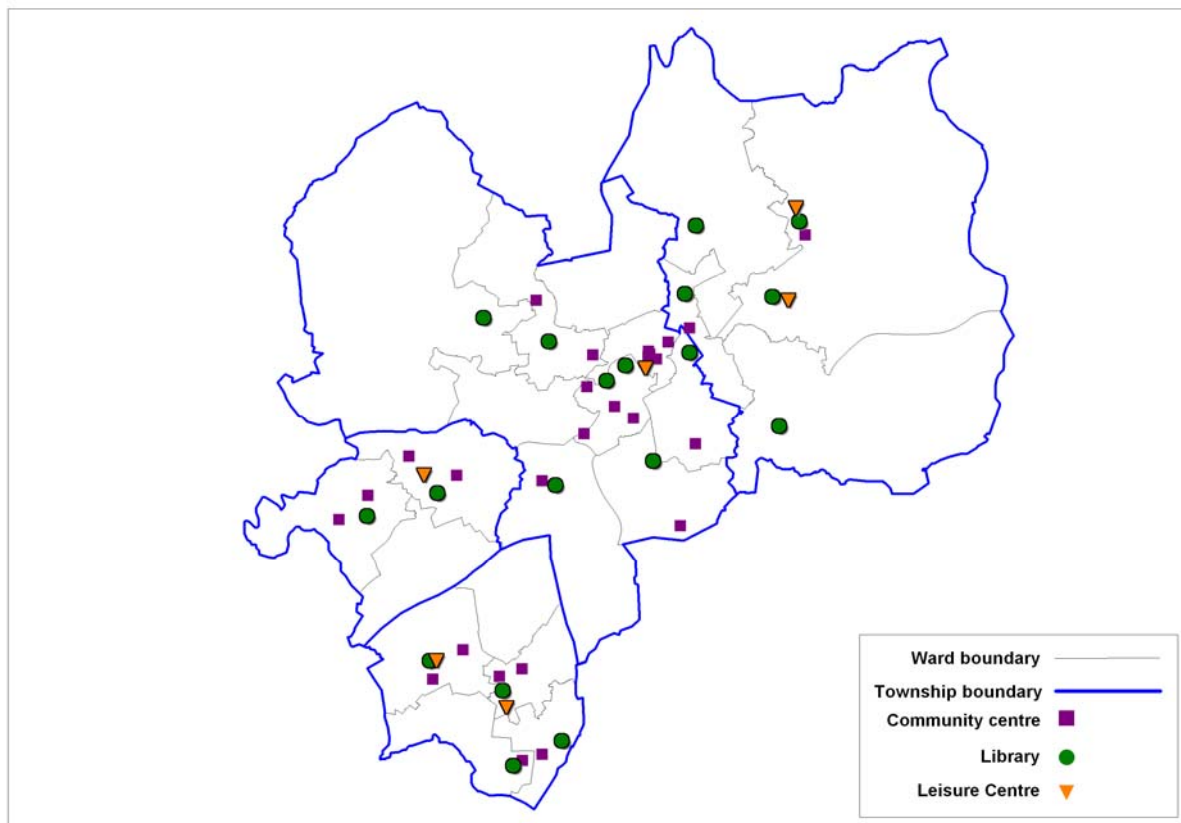 Ward boundary
Township boundary
Community centre
Library
Leisure Centre